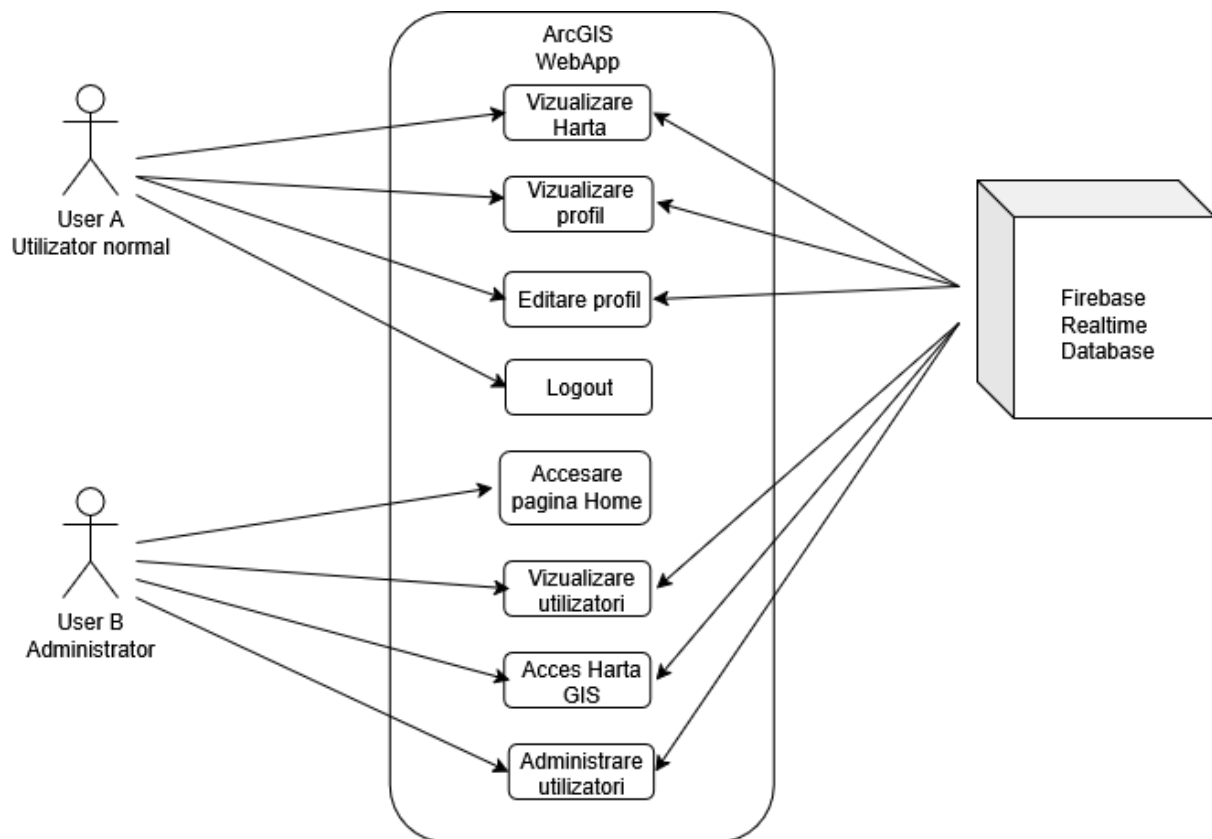 ArcGIS
WebApp
Vizualizare
Harta
Vizualizare
profil
User A
Utilizator normal
Editare profil
Firebase
Realtime
Database
Logout
Accesare
pagina Home
Vizualizare
utilizatori
User B
Administrator
Acces Harta
GIS
Administrare
utilizatori